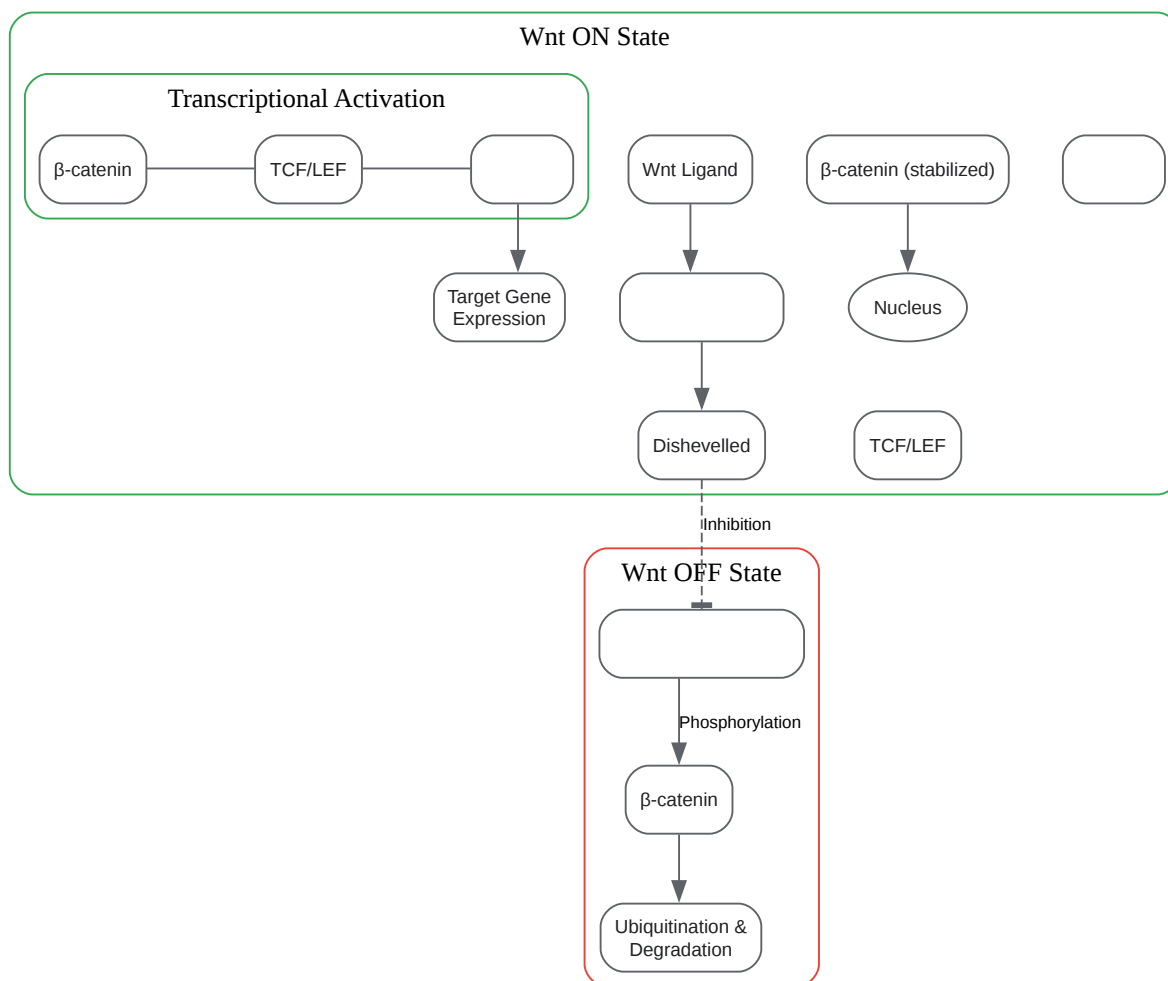 Wnt ON State
Transcriptional Activation
β-catenin
TCF/LEF
Wnt Ligand
β-catenin (stabilized)
Target Gene
Expression
Nucleus
Dishevelled
TCF/LEF
Inhibition
Wnt OFF State
Phosphorylation
β-catenin
Ubiquitination &
Degradation